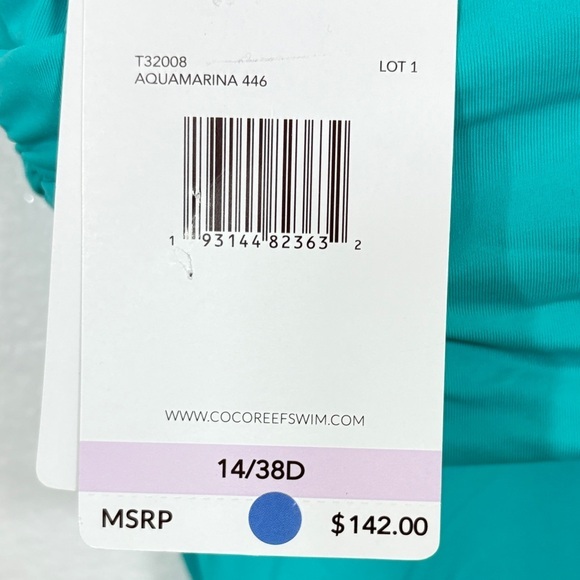 T32008 LOT 1
AQUAMARINA 446
1 93144 82363 2
WWW.COCOREEFSWIM.COM
14/38D
MSRP $142.00